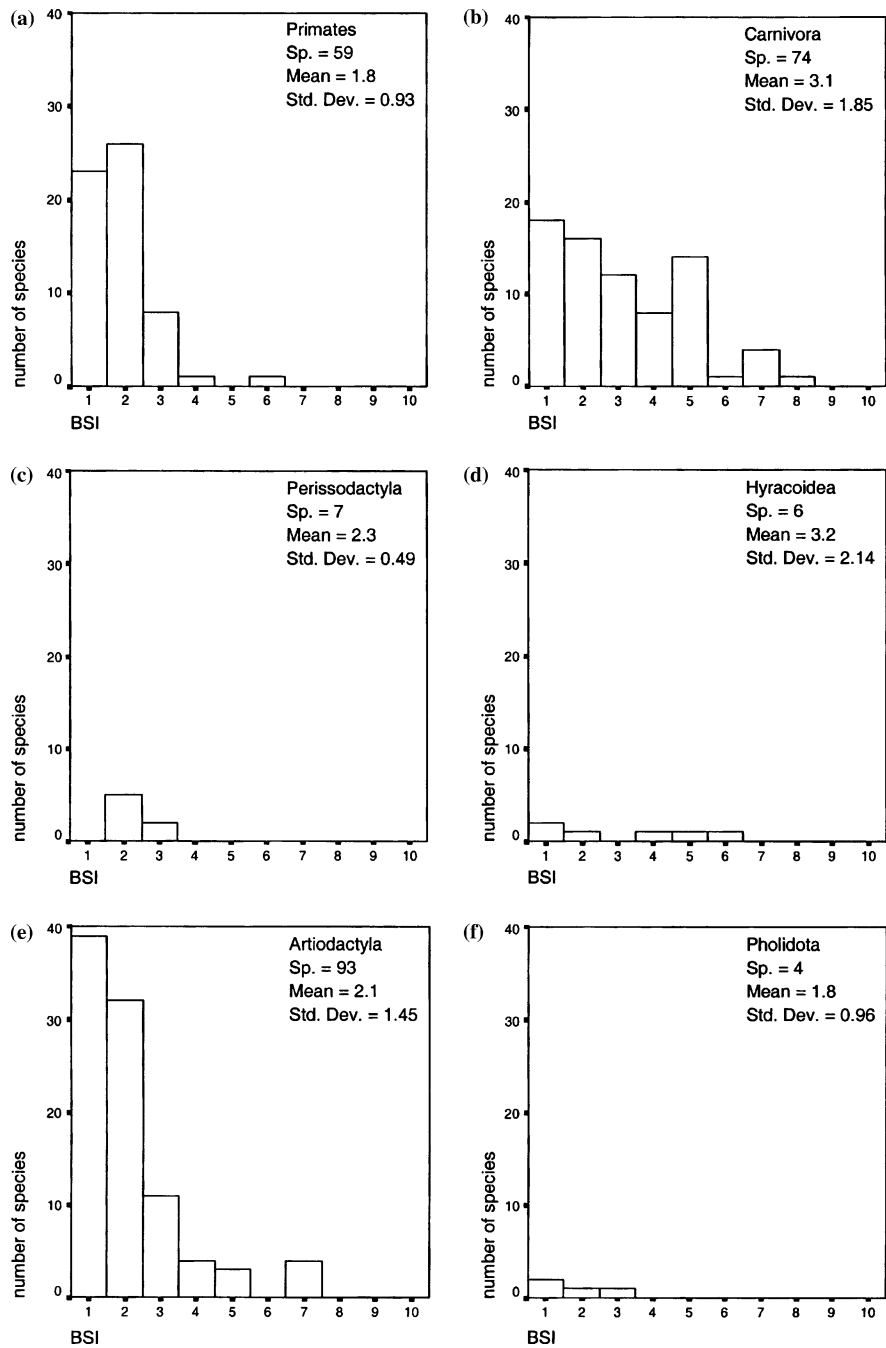 (a)
Primates
Sp. = 59
Mean = 1.8
Std. Dev. = 0.93
number of species
40
30
20
10
0
1 2 3 4 5 6 7 8 9 10
BSI
(b)
Carnivora
Sp. = 74
Mean = 3.1
Std. Dev. = 1.85
number of species
40
30
20
10
0
1 2 3 4 5 6 7 8 9 10
BSI
(c)
Perissodactyla
Sp. = 7
Mean = 2.3
Std. Dev. = 0.49
number of species
40
30
20
10
0
1 2 3 4 5 6 7 8 9 10
BSI
(d)
Hyracoidea
Sp. = 6
Mean = 3.2
Std. Dev. = 2.14
number of species
40
30
20
10
0
1 2 3 4 5 6 7 8 9 10
BSI
(e)
Artiodactyla
Sp. = 93
Mean = 2.1
Std. Dev. = 1.45
number of species
40
30
20
10
0
1 2 3 4 5 6 7 8 9 10
BSI
(f)
Pholidota
Sp. = 4
Mean = 1.8
Std. Dev. = 0.96
number of species
40
30
20
10
0
1 2 3 4 5 6 7 8 9 10
BSI